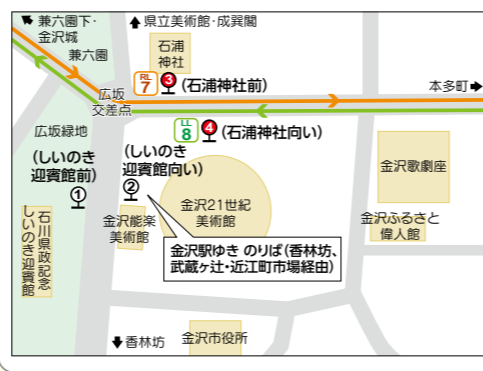 兼六園下・
金沢城
県立美術館・成巽閣
兼六園
石浦
神社
RL
7
3
(石浦神社前)
広坂
交差点
本多町
LL
8
4
(石浦神社向い)
広坂緑地
(しいのき
迎賓館前)
①
(しいのき
迎賓館向い)
②
金沢21世紀
美術館
金沢歌劇座
金沢能楽
美術館
金沢ふるさと
偉人館
石川県政記念
しいのき迎賓館
金沢駅ゆき のりば(香林坊、
武蔵ヶ辻・近江町市場経由)
香林坊
金沢市役所